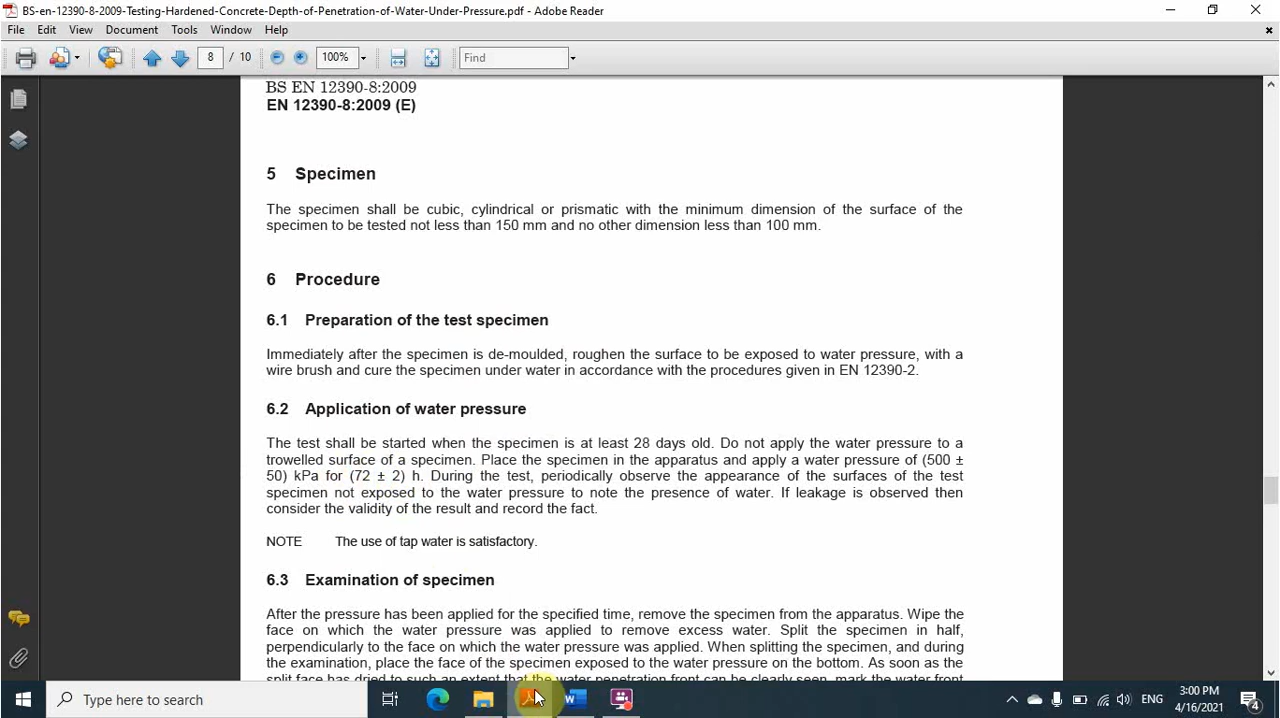 BS-en-12390-8-2009-Testing-Hardened-Concrete-Depth-of-Penetration-of-Water-Under-Pressure.pdf - Adobe Reader
File Edit View Document Tools Window Help
8 / 10 100% Find
BS EN 12390-8:2009
EN 12390-8:2009 (E)
5 Specimen
The specimen shall be cubic, cylindrical or prismatic with the minimum dimension of the surface of the
specimen to be tested not less than 150 mm and no other dimension less than 100 mm.
6 Procedure
6.1 Preparation of the test specimen
Immediately after the specimen is de-moulded, roughen the surface to be exposed to water pressure, with a
wire brush and cure the specimen under water in accordance with the procedures given in EN 12390-2.
6.2 Application of water pressure
The test shall be started when the specimen is at least 28 days old. Do not apply the water pressure to a
trowelled surface of a specimen. Place the specimen in the apparatus and apply a water pressure of (500 ±
50) kPa for (72 ± 2) h. During the test, periodically observe the appearance of the surfaces of the test
specimen not exposed to the water pressure to note the presence of water. If leakage is observed then
consider the validity of the result and record the fact.
NOTE The use of tap water is satisfactory.
6.3 Examination of specimen
After the pressure has been applied for the specified time, remove the specimen from the apparatus. Wipe the
face on which the water pressure was applied to remove excess water. Split the specimen in half,
perpendicularly to the face on which the water pressure was applied. When splitting the specimen, and during
the examination, place the face of the specimen exposed to the water pressure on the bottom. As soon as the
split face has dried to such an extent that the water penetration front can be clearly seen, mark the water front
Type here to search
ENG
3:00 PM
4/16/2021
4